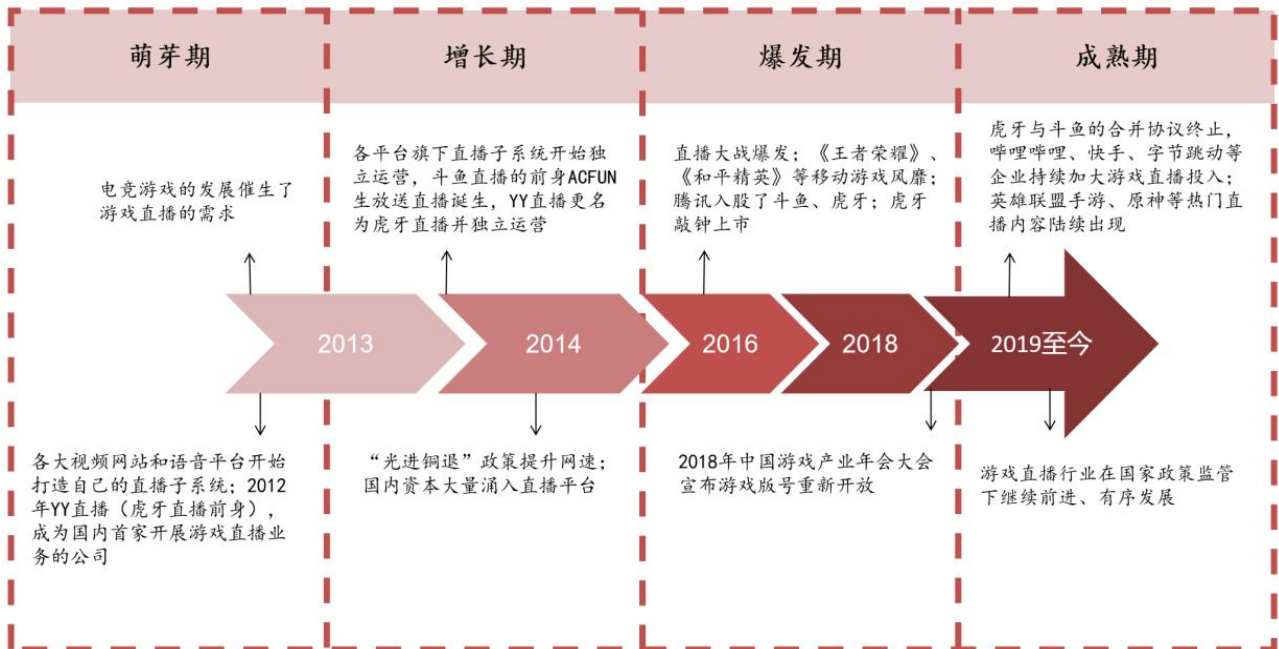 萌芽期
增长期
爆发期
成熟期
电竞游戏的发展催生了
游戏直播的需求
各平台旗下直播子系统开始独
立运营，斗鱼直播的前身ACFUN
生放送直播诞生，YY直播更名
为虎牙直播并独立运营
直播大战爆发；《王者荣耀》、
《和平精英》等移动游戏风靡；
腾讯入股了斗鱼、虎牙；虎牙
敲钟上市
虎牙与斗鱼的合并协议终止，
哔哩哔哩、快手、字节跳动等
企业持续加大游戏直播投入；
英雄联盟手游、原神等热门直
播内容陆续出现
2013
2014
2016
2018
2019至今
各大视频网站和语音平台开始
打造自己的直播子系统；2012
年YY直播（虎牙直播前身），
成为国内首家开展游戏直播业
务的公司
“光进铜退”政策提升网速；
国内资本大量涌入直播平台
2018年中国游戏产业年会大会
宣布游戏版号重新开放
游戏直播行业在国家政策监管
下继续前进、有序发展